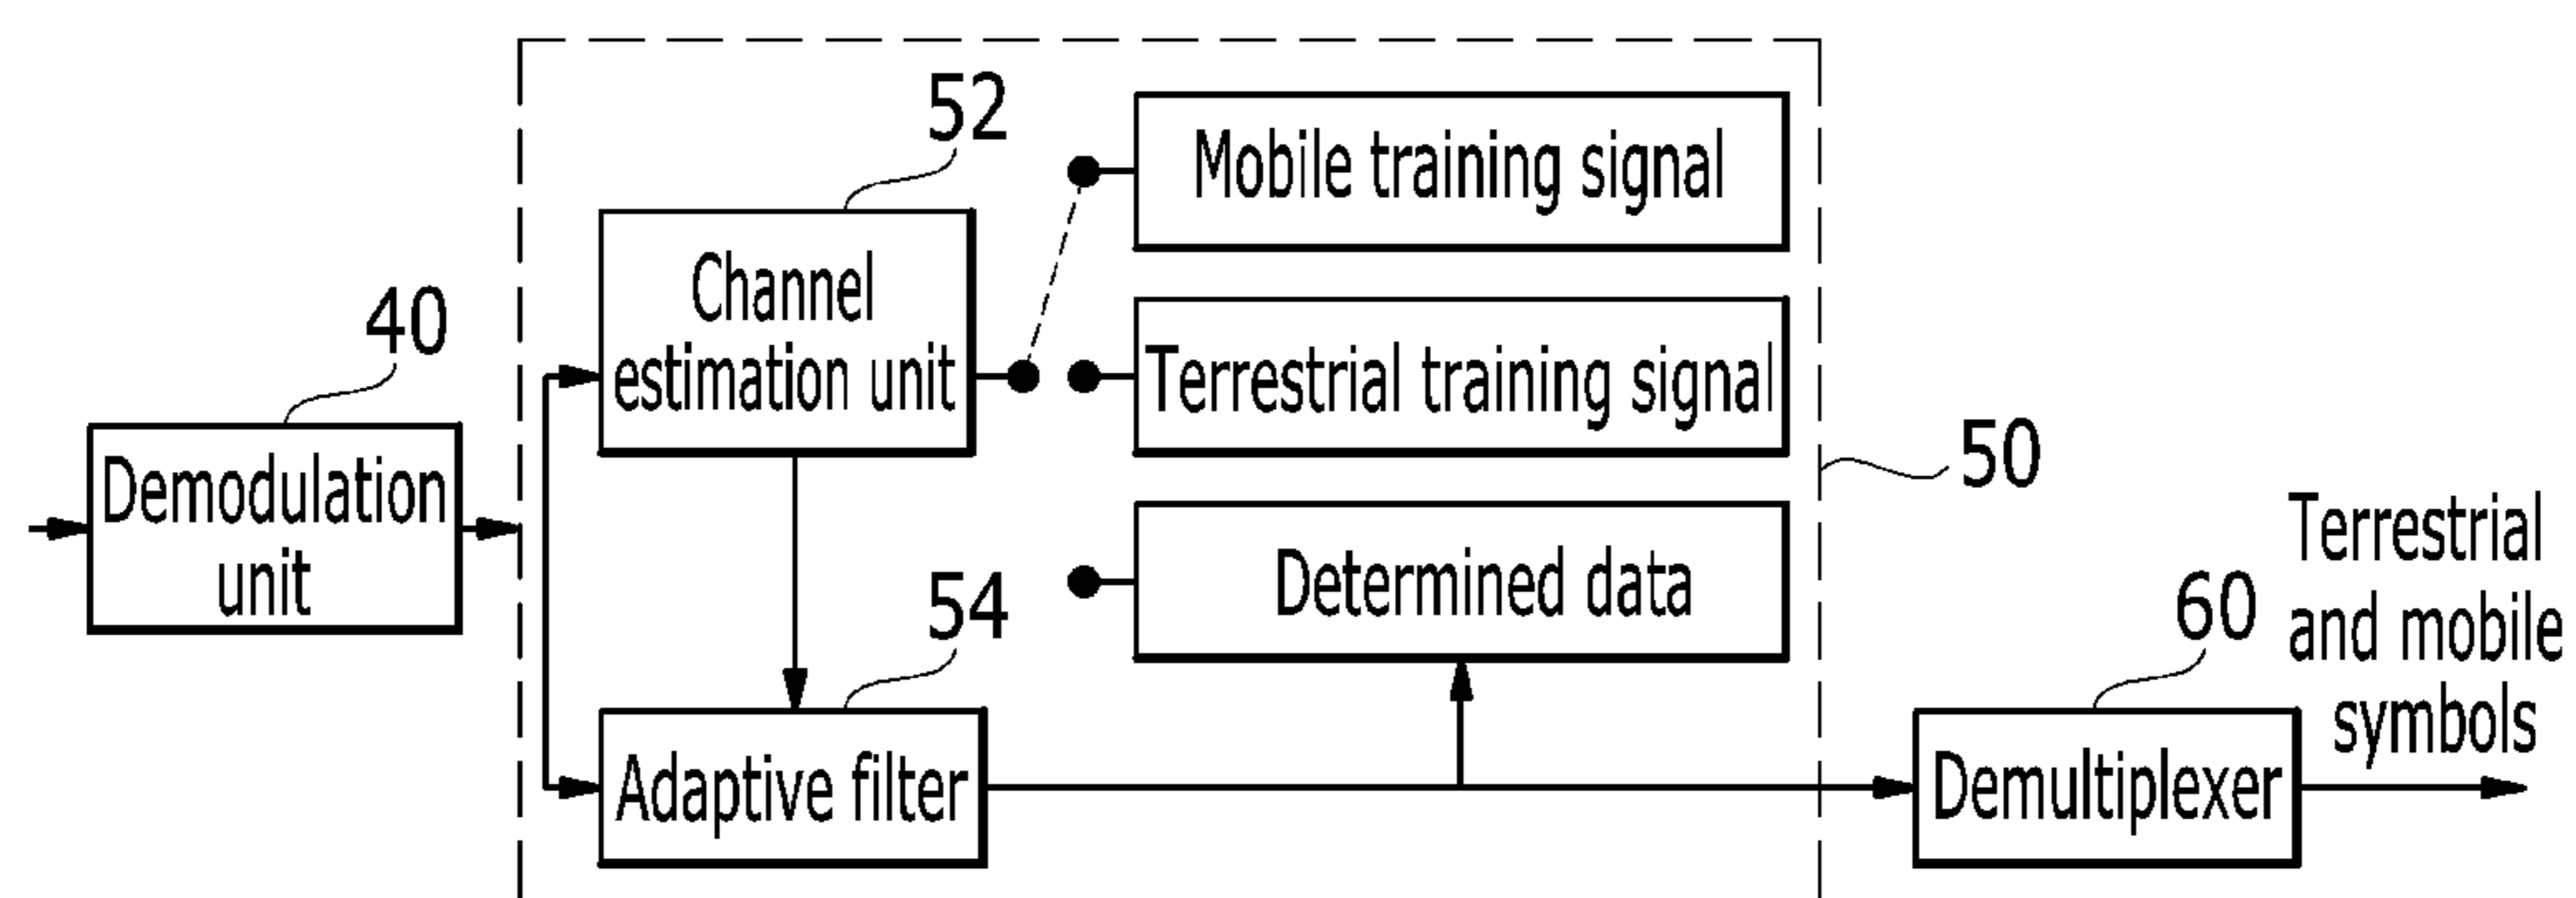 52
Mobile training signal
Channel
estimation unit
40
Terrestrial training signal
Demodulation
unit
50
Determined data
54
60
Terrestrial
and mobile
symbols
Adaptive filter
Demultiplexer